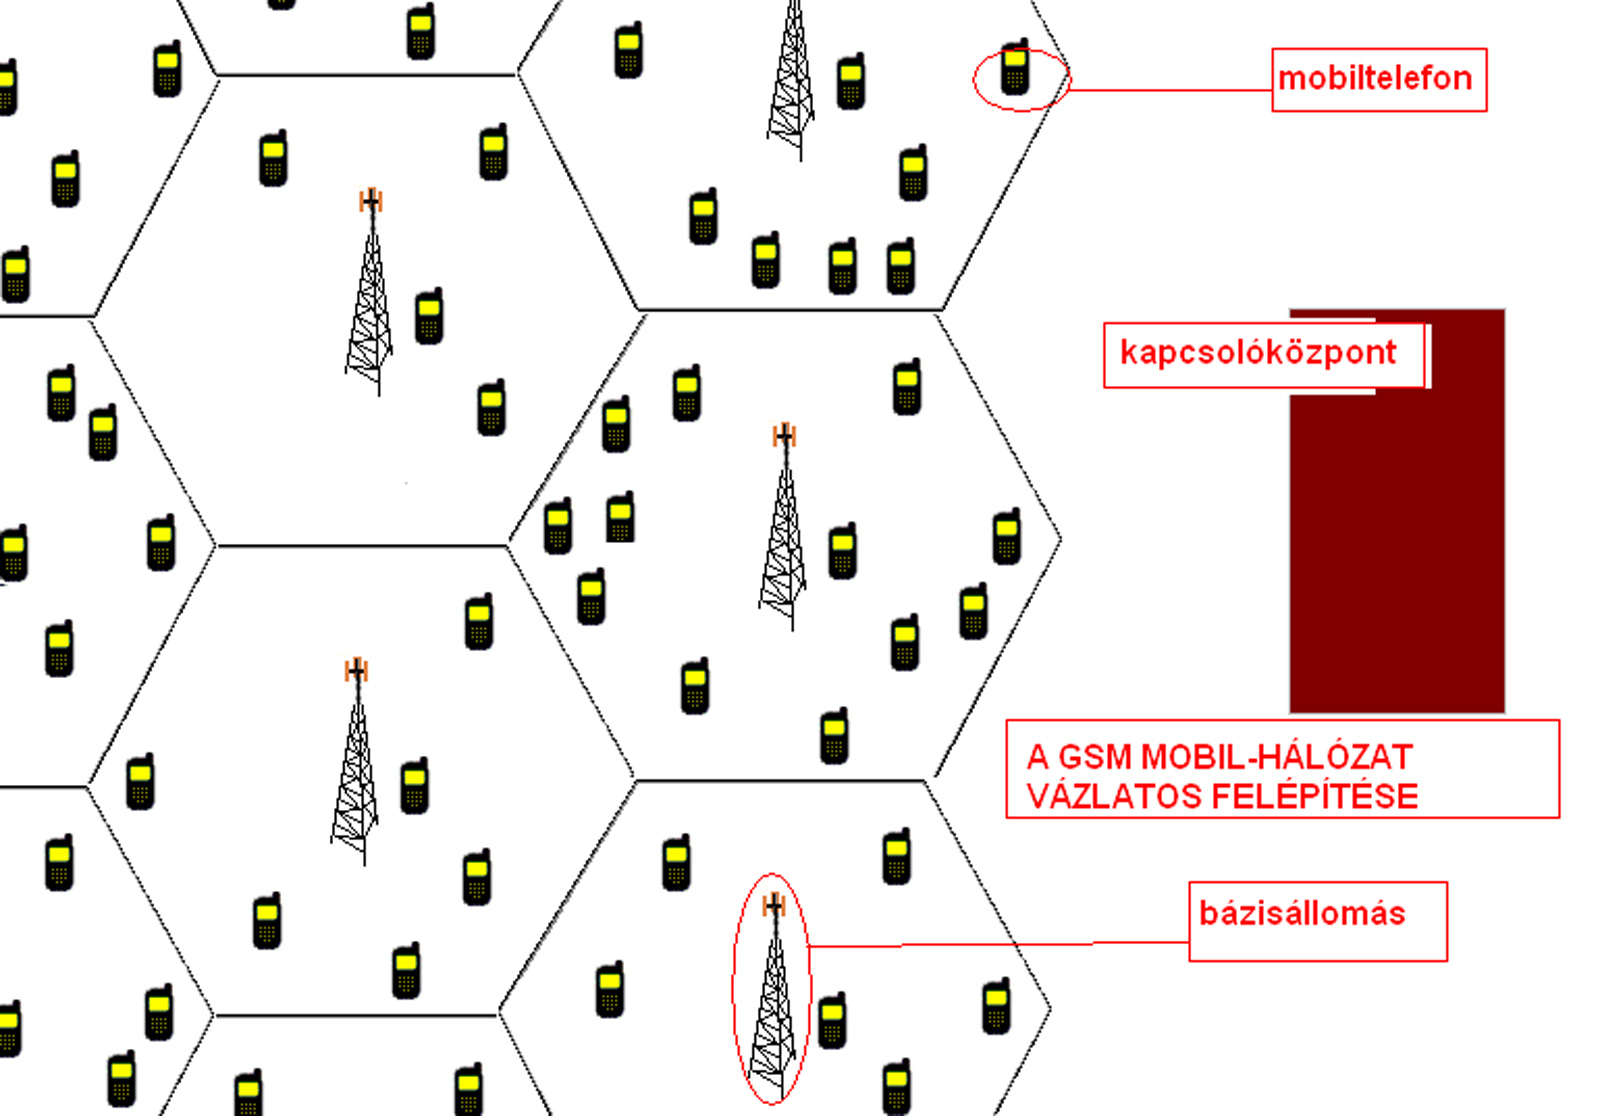 mobiltelefon
kapcsolóközpont
A GSM MOBIL-HÁLÓZAT
VÁZLATOS FELÉPÍTÉSE
bázisállomás